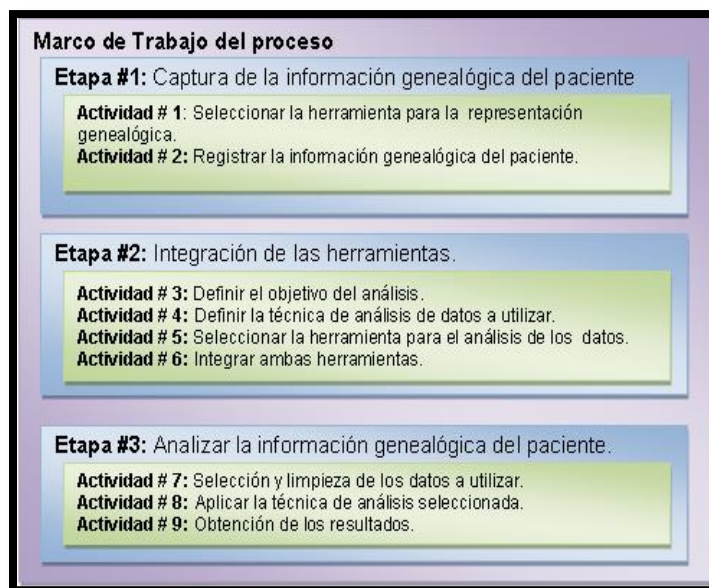 Marco de Trabajo del proceso
Etapa #1: Captura de la información genealógica del paciente
Actividad # 1: Seleccionar la herramienta para la representación
genealógica.
Actividad # 2: Registrar la información genealógica del paciente.
Etapa #2: Integración de las herramientas.
Actividad # 3: Definir el objetivo del análisis.
Actividad # 4: Definir la técnica de análisis de datos a utilizar.
Actividad # 5: Seleccionar la herramienta para el análisis de los datos.
Actividad # 6: Integrar ambas herramientas.
Etapa #3: Analizar la información genealógica del paciente.
Actividad # 7: Selección y limpieza de los datos a utilizar.
Actividad # 8: Aplicar la técnica de análisis seleccionada.
Actividad # 9: Obtención de los resultados.